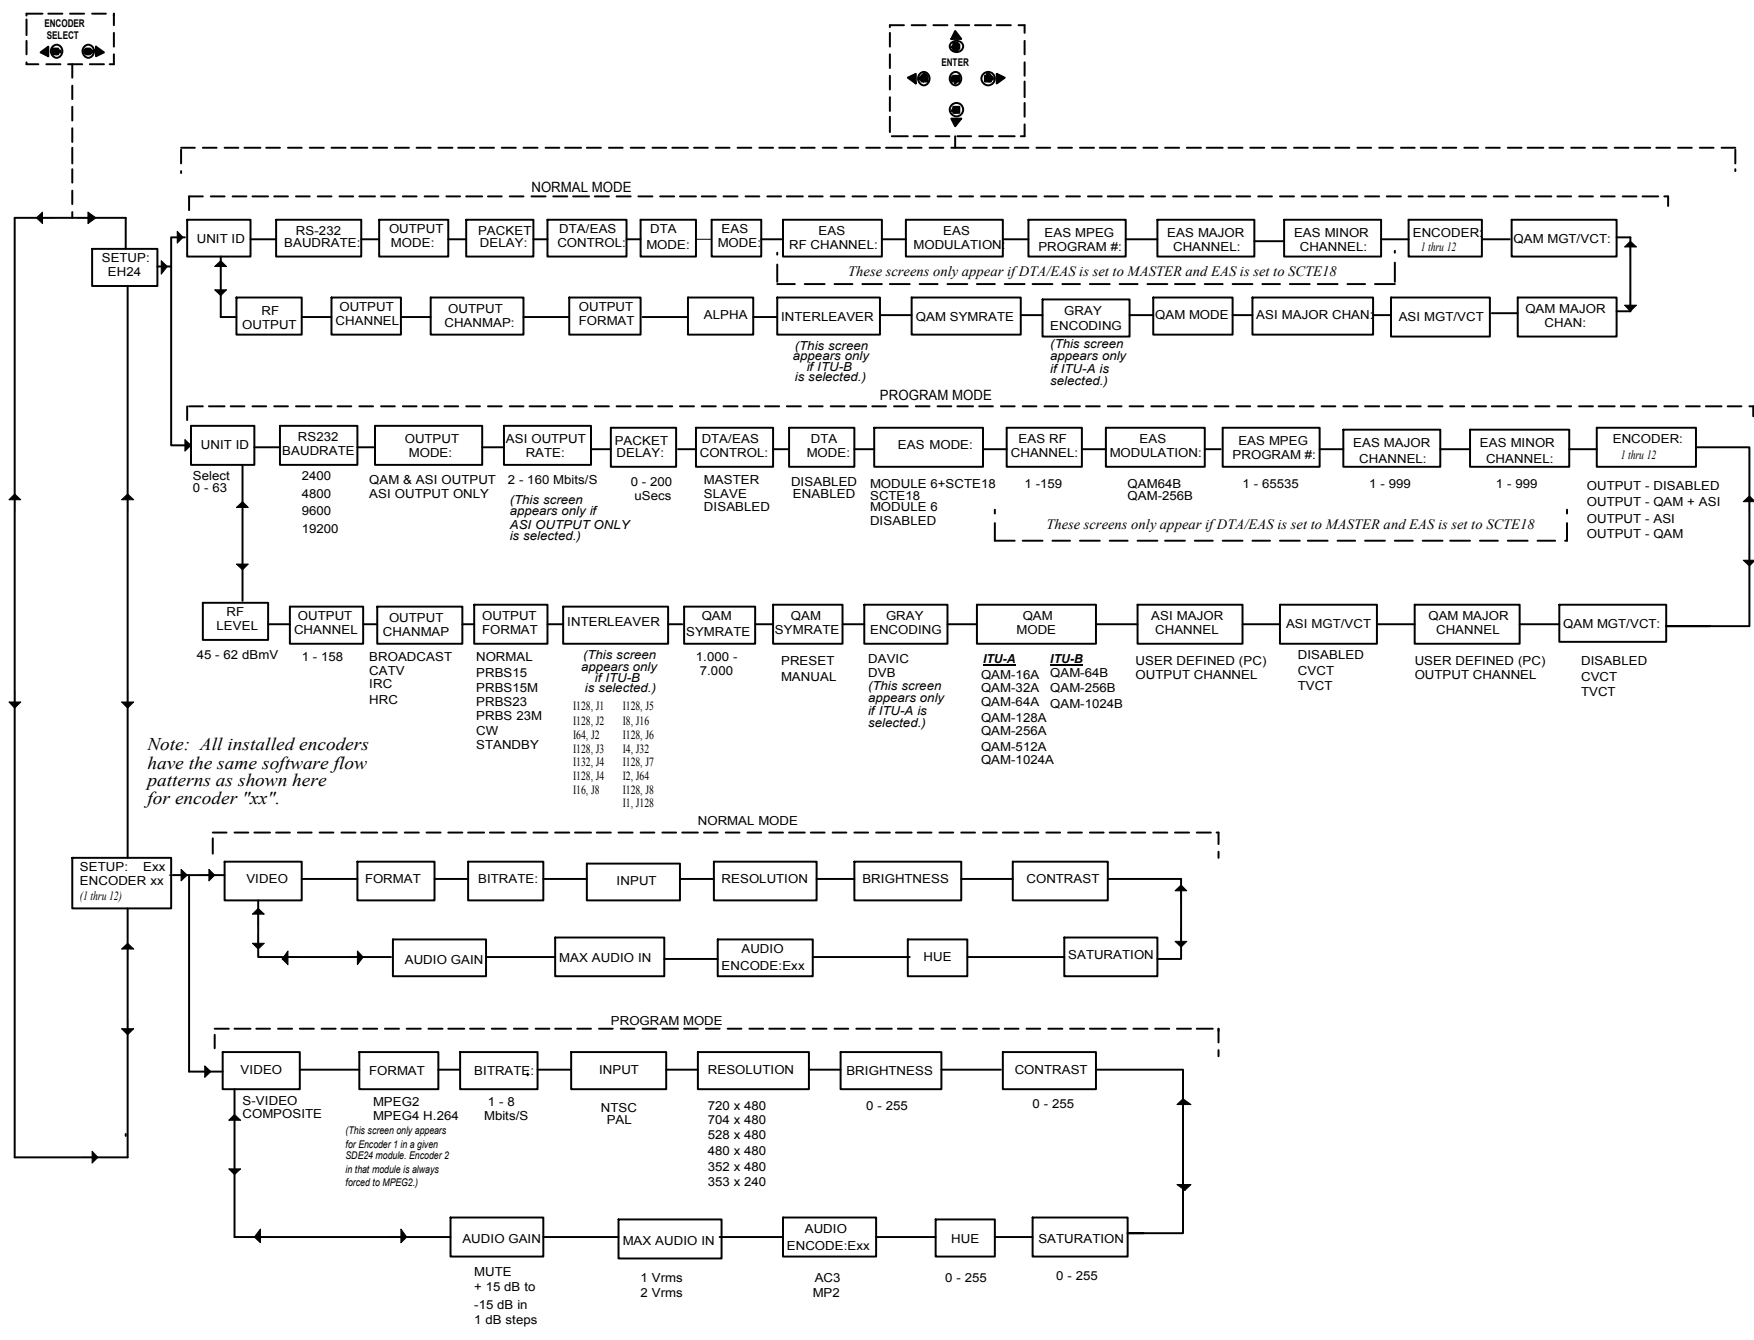 ENCODER
SELECT
ENTER
NORMAL MODE
UNIT ID
RS-232
BAUDRATE:
OUTPUT
MODE:
PACKET
DELAY:
DTA/EAS
CONTROL:
DTA
MODE:
EAS
MODE:
EAS
RF CHANNEL:
EAS
MODULATION:
EAS MPEG
PROGRAM #:
EAS MAJOR
CHANNEL:
EAS MINOR
CHANNEL:
ENCODER:
1 thru 12
QAM MGT/VCT:
SETUP:
EH24
These screens only appear if DTA/EAS is set to MASTER and EAS is set to SCTE18
RF
OUTPUT
OUTPUT
CHANNEL
OUTPUT
CHANMAP:
OUTPUT
FORMAT
ALPHA
INTERLEAVER
QAM SYMRATE
GRAY
ENCODING
QAM MODE
ASI MAJOR CHAN:
ASI MGT/VCT
QAM MAJOR
CHAN:
(This screen
appears only
if ITU-B
is selected.)
(This screen
appears only
if ITU-A is
selected.)
PROGRAM MODE
UNIT ID
RS232
BAUDRATE
OUTPUT
MODE:
ASI OUTPUT
RATE:
PACKET
DELAY:
DTA/EAS
CONTROL:
DTA
MODE:
EAS MODE:
EAS RF
CHANNEL:
EAS
MODULATION:
EAS MPEG
PROGRAM #:
EAS MAJOR
CHANNEL:
EAS MINOR
CHANNEL:
ENCODER:
1 thru 12
Select
0 - 63
2400
4800
9600
19200
QAM & ASI OUTPUT
ASI OUTPUT ONLY
2 - 160 Mbits/S
(This screen
appears only if
ASI OUTPUT ONLY
is selected.)
0 - 200
uSecs
MASTER
SLAVE
DISABLED
DISABLED
ENABLED
MODULE 6+SCTE18
SCTE18
MODULE 6
DISABLED
1 -159
QAM64B
QAM-256B
1 - 65535
1 - 999
1 - 999
OUTPUT - DISABLED
OUTPUT - QAM + ASI
OUTPUT - ASI
OUTPUT - QAM
These screens only appear if DTA/EAS is set to MASTER and EAS is set to SCTE18
RF
LEVEL
OUTPUT
CHANNEL
OUTPUT
CHANMAP
OUTPUT
FORMAT
INTERLEAVER
QAM
SYMRATE
QAM
SYMRATE
GRAY
ENCODING
QAM
MODE
ASI MAJOR
CHANNEL
ASI MGT/VCT
QAM MAJOR
CHANNEL
QAM MGT/VCT:
45 - 62 dBmV
1 - 158
BROADCAST
CATV
IRC
HRC
NORMAL
PRBS15
PRBS15M
PRBS23
PRBS 23M
CW
STANDBY
(This screen
appears only
if ITU-B
is selected.)
I128, J1 I128, J5
I128, J2 I8, J16
I64, J2 I128, J6
I128, J3 I4, J32
I132, J4 I128, J7
I128, J4 I2, J64
I16, J8 I128, J8
I1, J128
1.000 -
7.000
PRESET
MANUAL
DAVIC
DVB
(This screen
appears only
if ITU-A is
selected.)
ITU-A ITU-B
QAM-16A QAM-64B
QAM-32A QAM-256B
QAM-64A QAM-1024B
QAM-128A
QAM-256A
QAM-512A
QAM-1024A
USER DEFINED (PC)
OUTPUT CHANNEL
DISABLED
CVCT
TVCT
USER DEFINED (PC)
OUTPUT CHANNEL
DISABLED
CVCT
TVCT
Note: All installed encoders
have the same software flow
patterns as shown here
for encoder "xx".
NORMAL MODE
SETUP: Exx
ENCODER xx
(1 thru 12)
VIDEO
FORMAT
BITRATE:
INPUT
RESOLUTION
BRIGHTNESS
CONTRAST
AUDIO GAIN
MAX AUDIO IN
AUDIO
ENCODE:Exx
HUE
SATURATION
PROGRAM MODE
VIDEO
FORMAT
BITRATE:
INPUT
RESOLUTION
BRIGHTNESS
CONTRAST
S-VIDEO
COMPOSITE
MPEG2
MPEG4 H.264
(This screen only appears
for Encoder 1 in a given
SDE24 module. Encoder 2
in that module is always
forced to MPEG2.)
1 - 8
Mbits/S
NTSC
PAL
720 x 480
704 x 480
528 x 480
480 x 480
352 x 480
353 x 240
0 - 255
0 - 255
AUDIO GAIN
MAX AUDIO IN
AUDIO
ENCODE:Exx
HUE
SATURATION
MUTE
+ 15 dB to
-15 dB in
1 dB steps
1 Vrms
2 Vrms
AC3
MP2
0 - 255
0 - 255